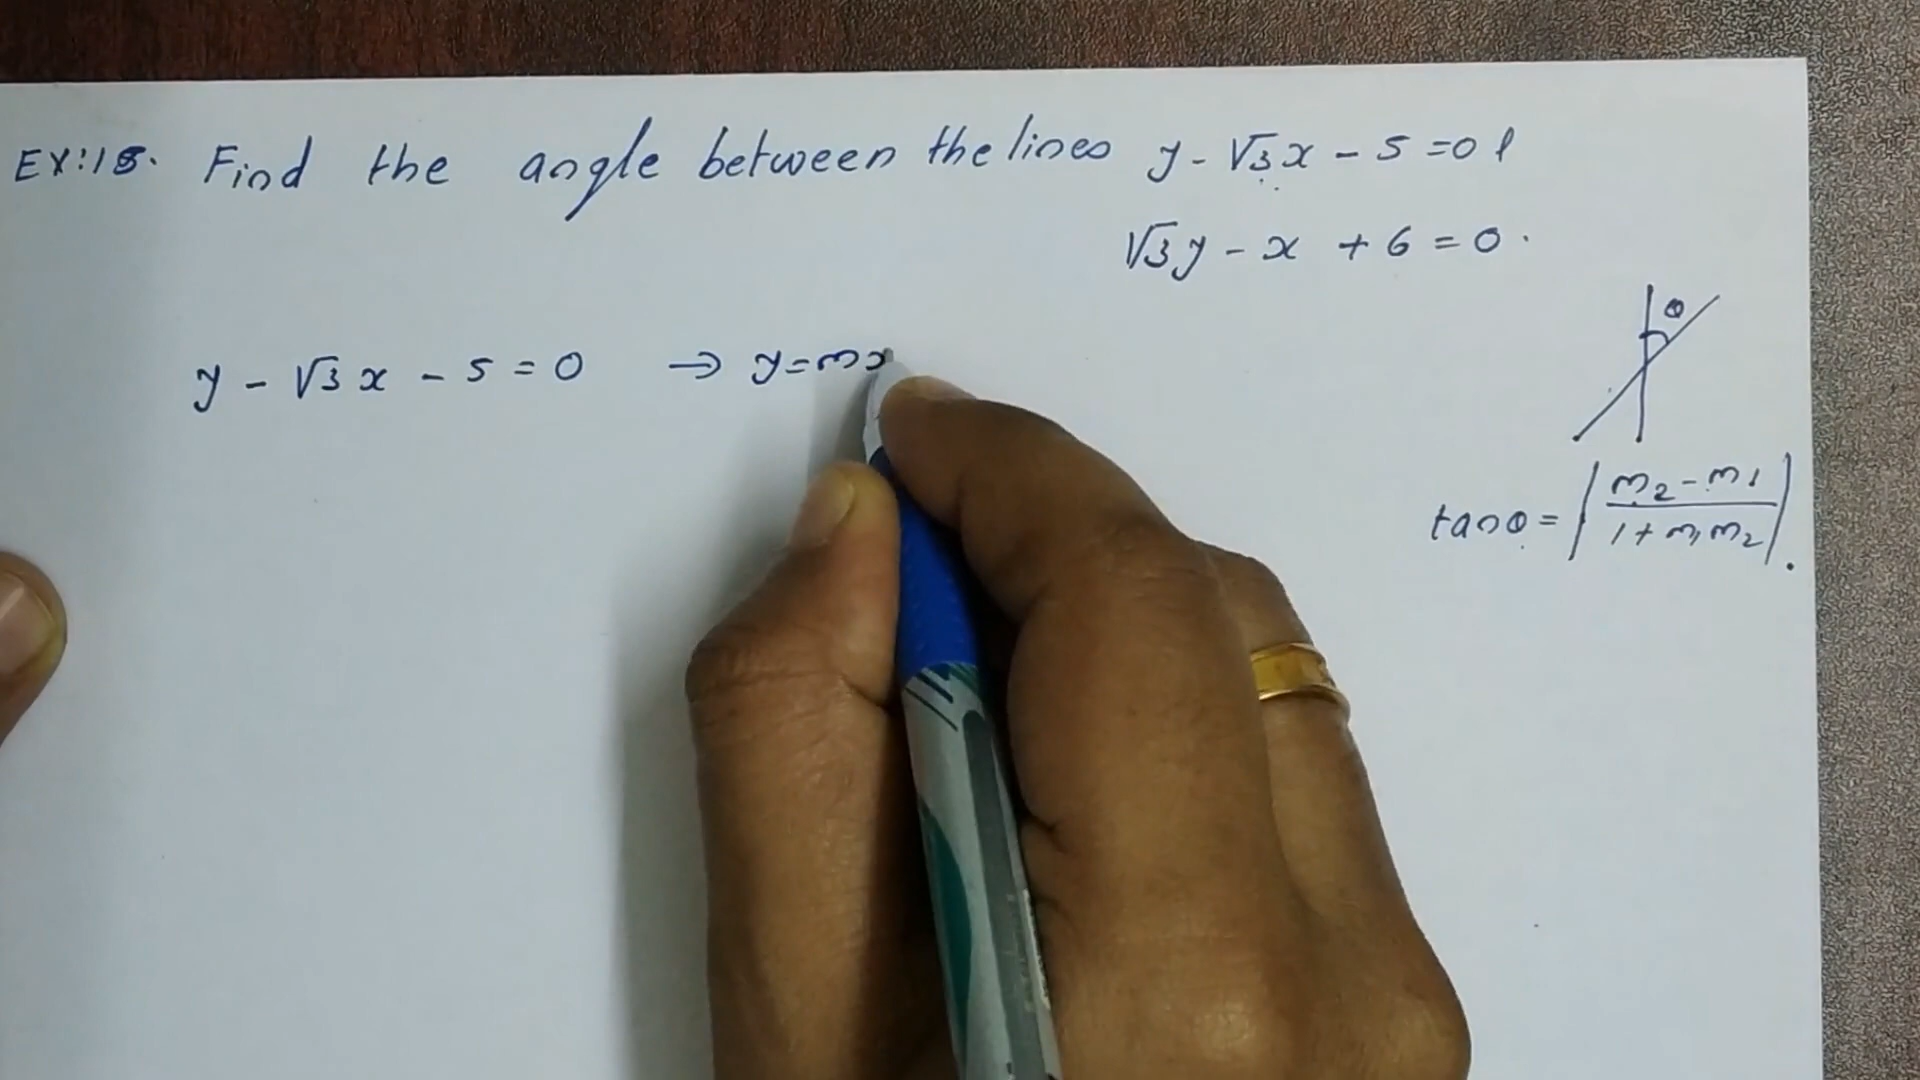 EX:15. Find the angle between the lines y - √3x - 5 = 0 &
√3y - x + 6 = 0.
θ
y - √3x - 5 = 0 → y = mx
tanθ = |m₂ - m₁ / 1 + m₁m₂|.